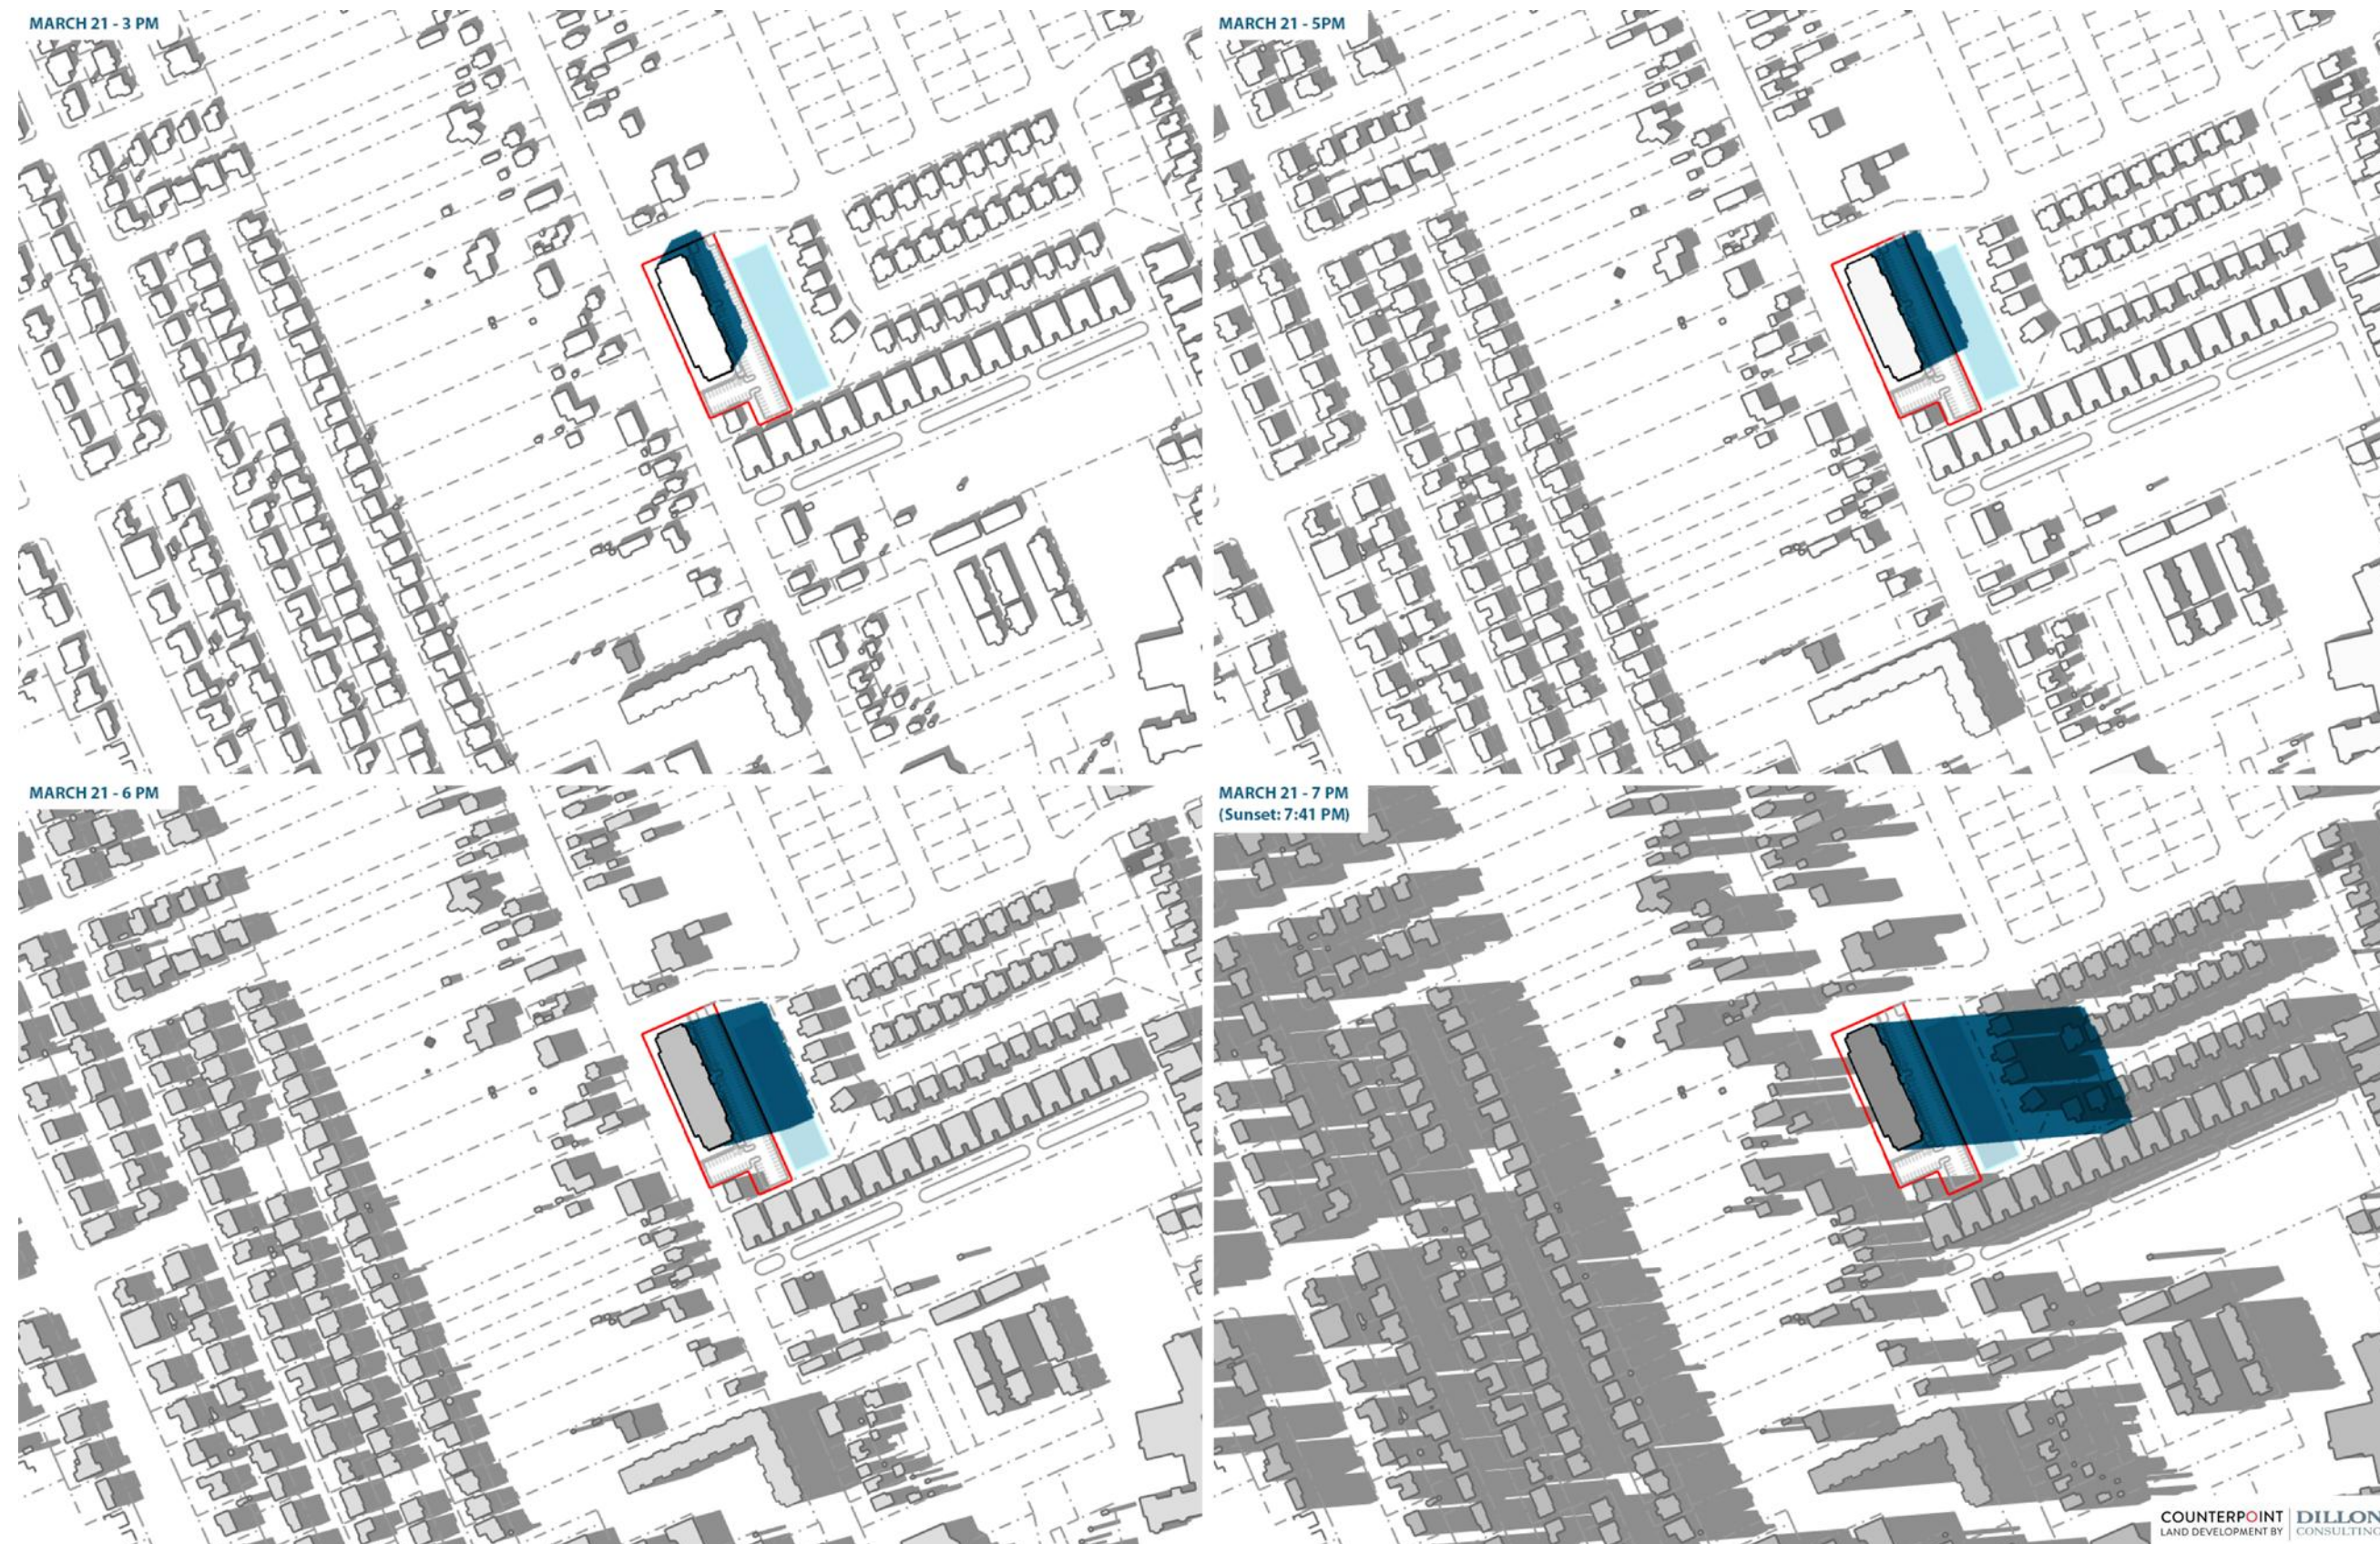 MARCH 21 - 3 PM
MARCH 21 - 5PM
MARCH 21 - 6 PM
MARCH 21 - 7 PM
(Sunset: 7:41 PM)
COUNTERPOINT
LAND DEVELOPMENT BY
DILLON
CONSULTING